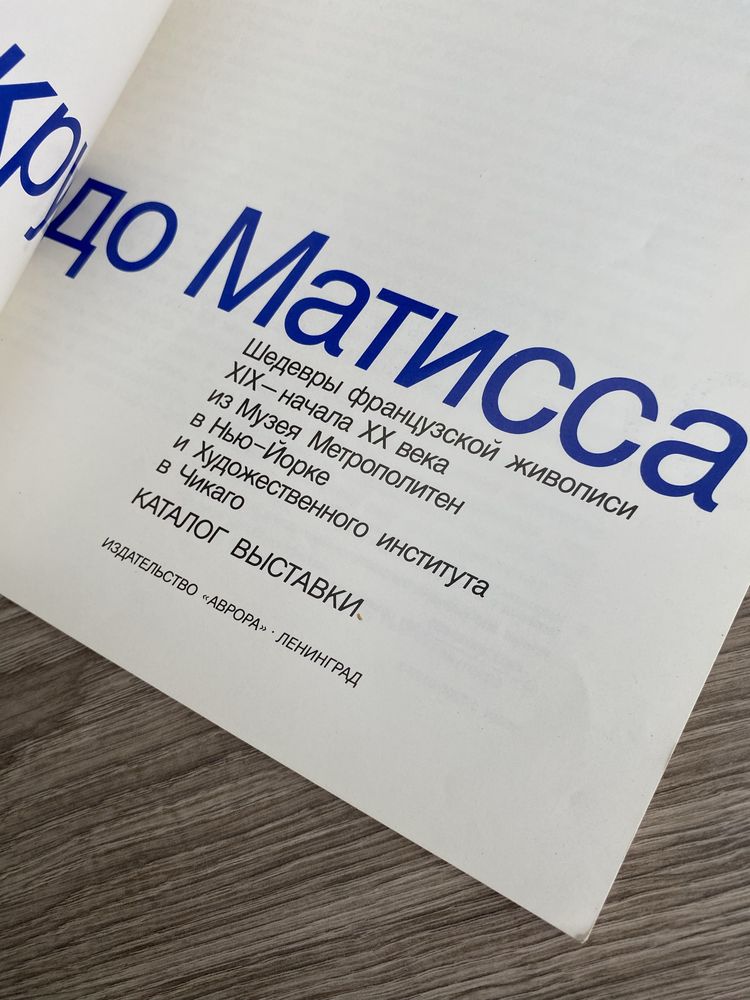 до Матисса
Шедевры французской живописи
XIX–начала XX века
из Музея Метрополитен
в Нью-Йорке
и Художественного института
в Чикаго
КАТАЛОГ ВЫСТАВКИ
ИЗДАТЕЛЬСТВО «АВРОРА» · ЛЕНИНГРАД